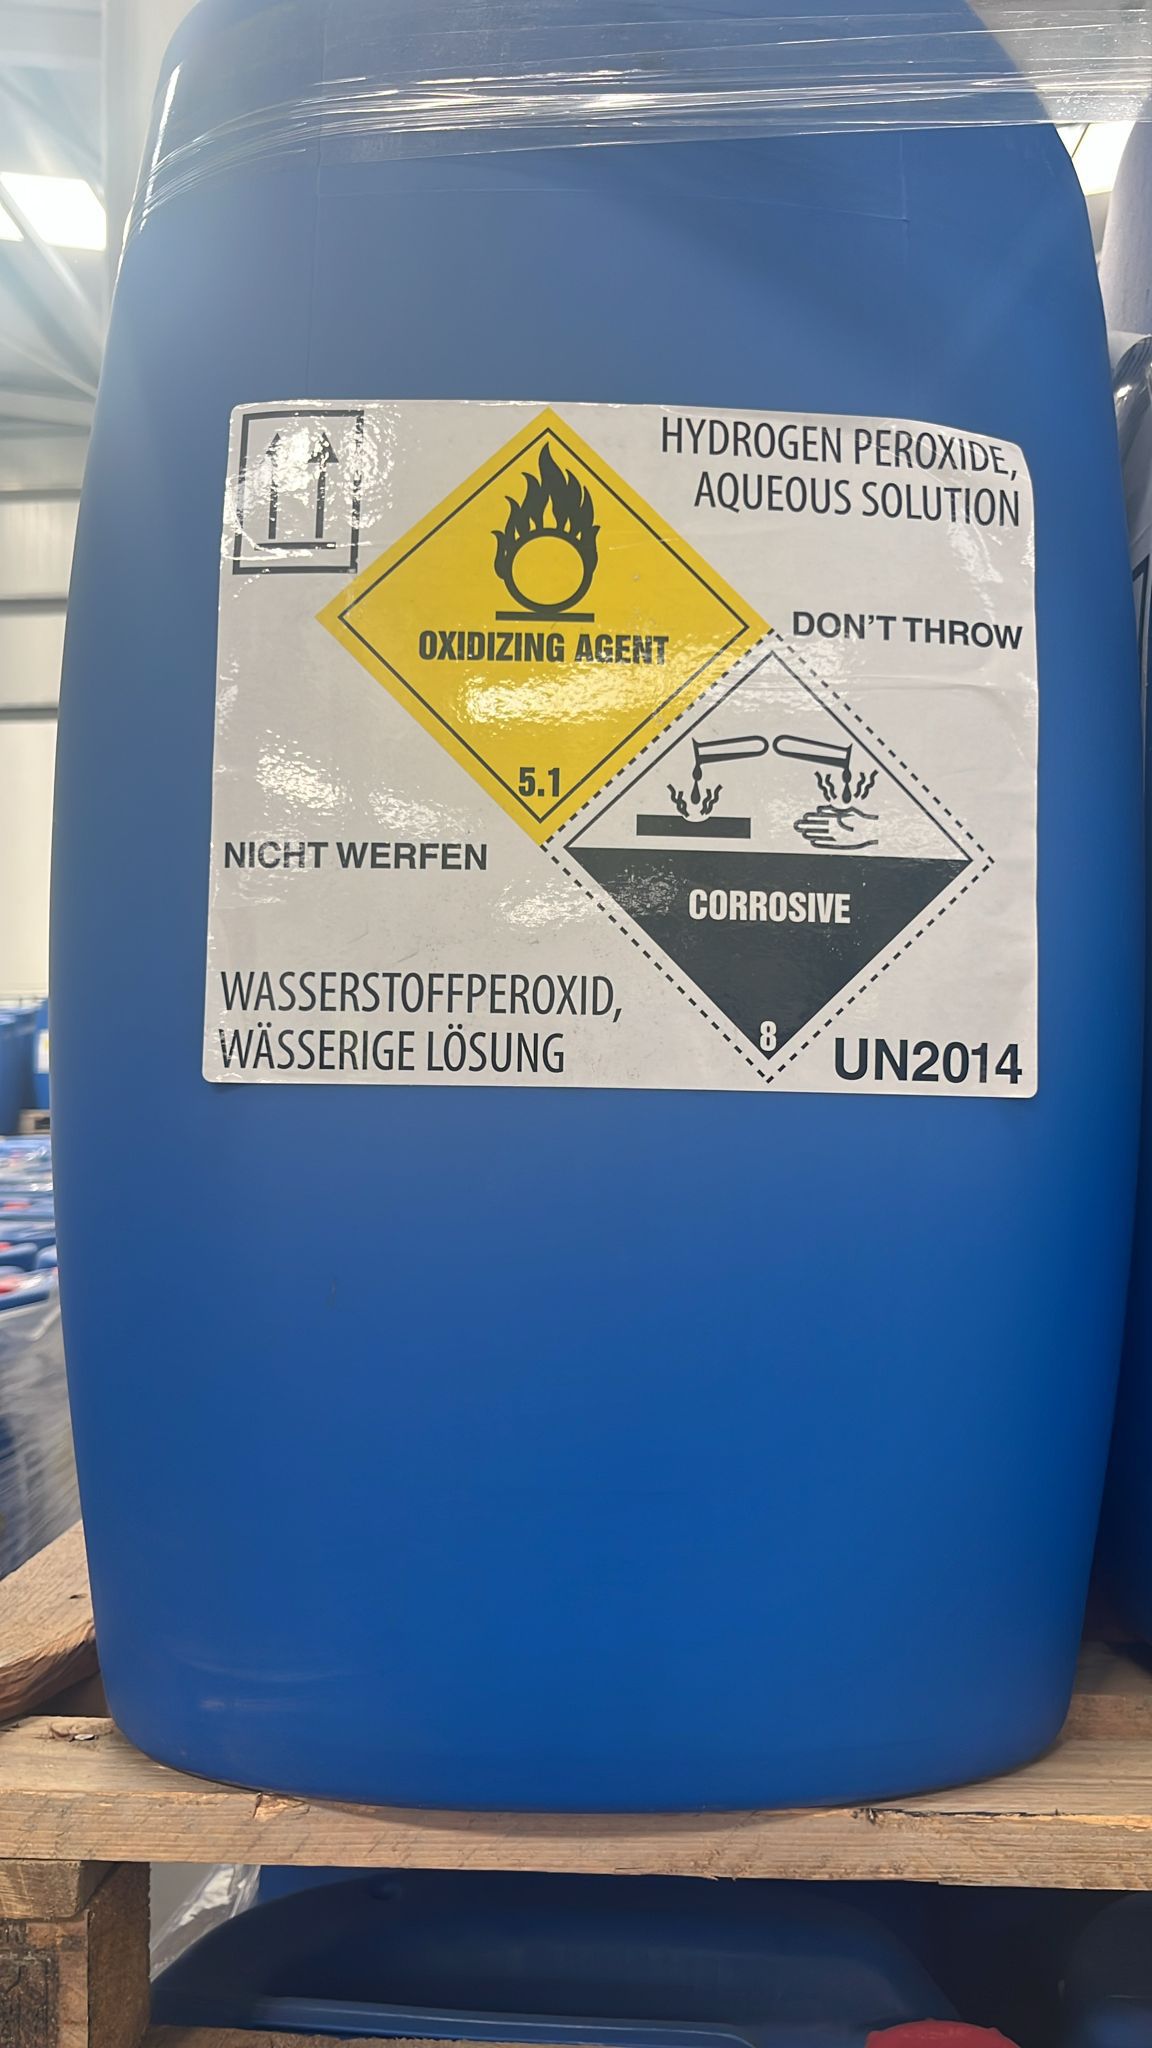 HYDROGEN PEROXIDE,
AQUEOUS SOLUTION
OXIDIZING AGENT
5.1
DON'T THROW
NICHT WERFEN
CORROSIVE
8
WASSERSTOFFPEROXID,
WÄSSERIGE LÖSUNG
UN2014